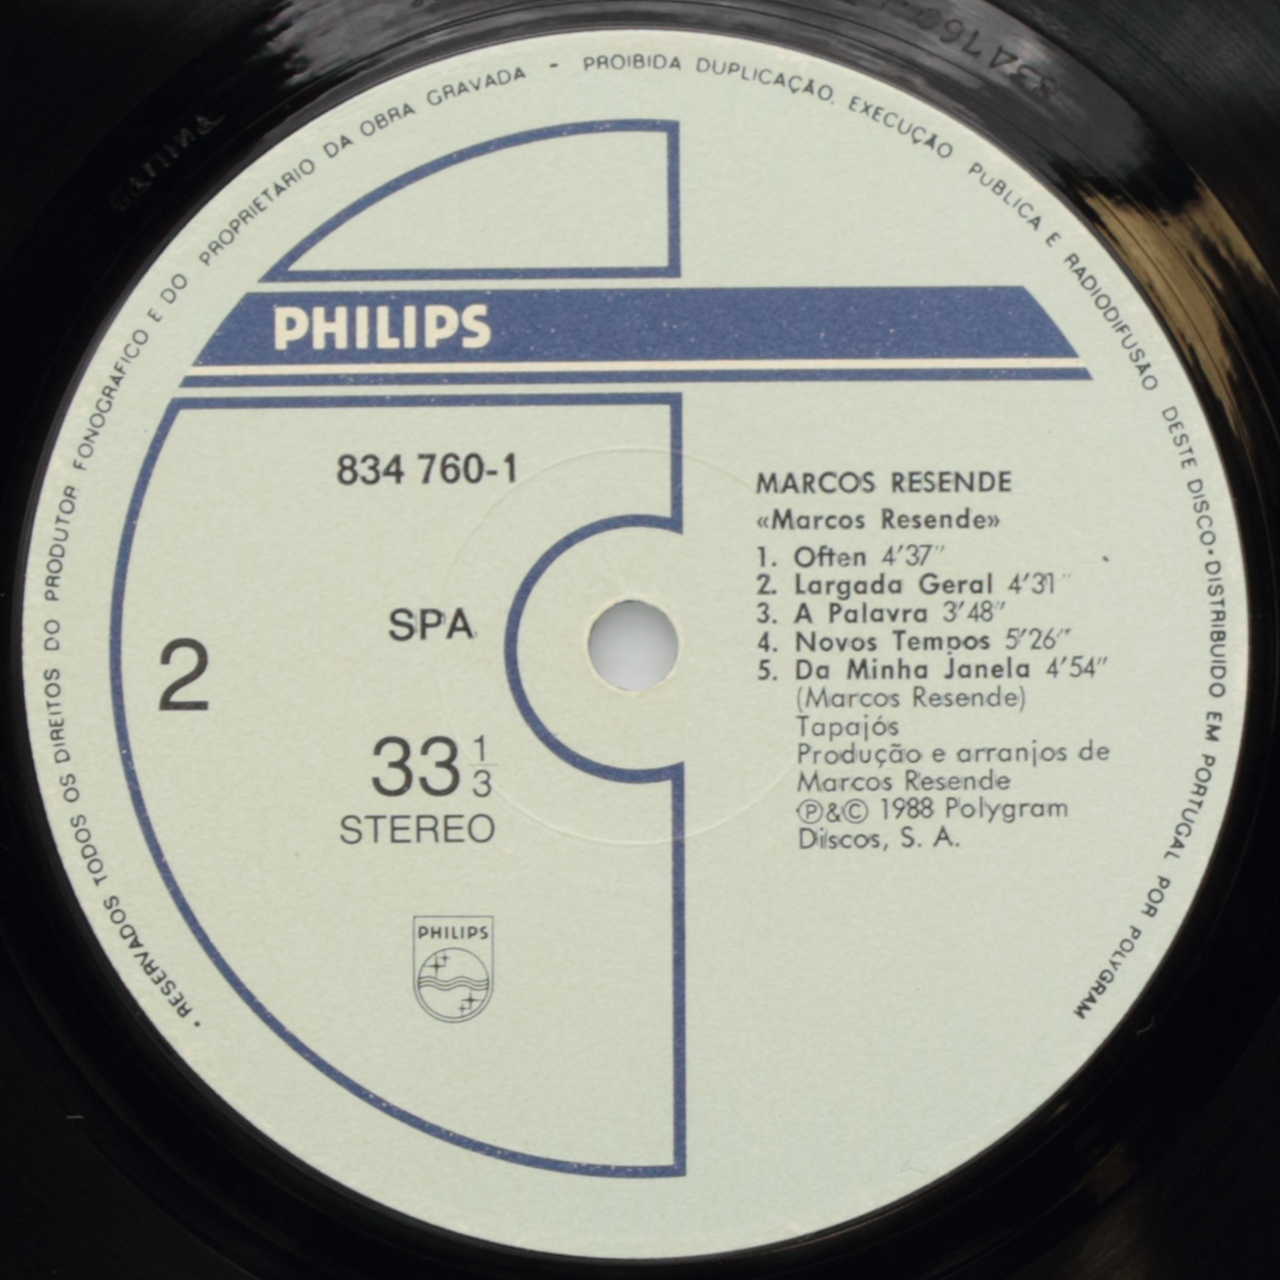 • RESERVADOS TODOS OS DIREITOS DO PRODUTOR FONOGRÁFICO E DO PROPRIETARIO DA OBRA GRAVADA - PROIBIDA DUPLICAÇÃO, EXECUÇÃO PUBLICA E RADIODIFUSÃO DESTE DISCO • DISTRIBUIDO EM PORTUGAL POR POLYGRAM
PHILIPS
834 760-1
SPA
2
33 1/3
STEREO
PHILIPS
MARCOS RESENDE
«Marcos Resende»
1. Often 4'37"
2. Largada Geral 4'31"
3. A Palavra 3'48"
4. Novos Tempos 5'26"
5. Da Minha Janela 4'54"
(Marcos Resende)
Tapajós
Produção e arranjos de
Marcos Resende
Ⓟ&© 1988 Polygram
Discos, S. A.